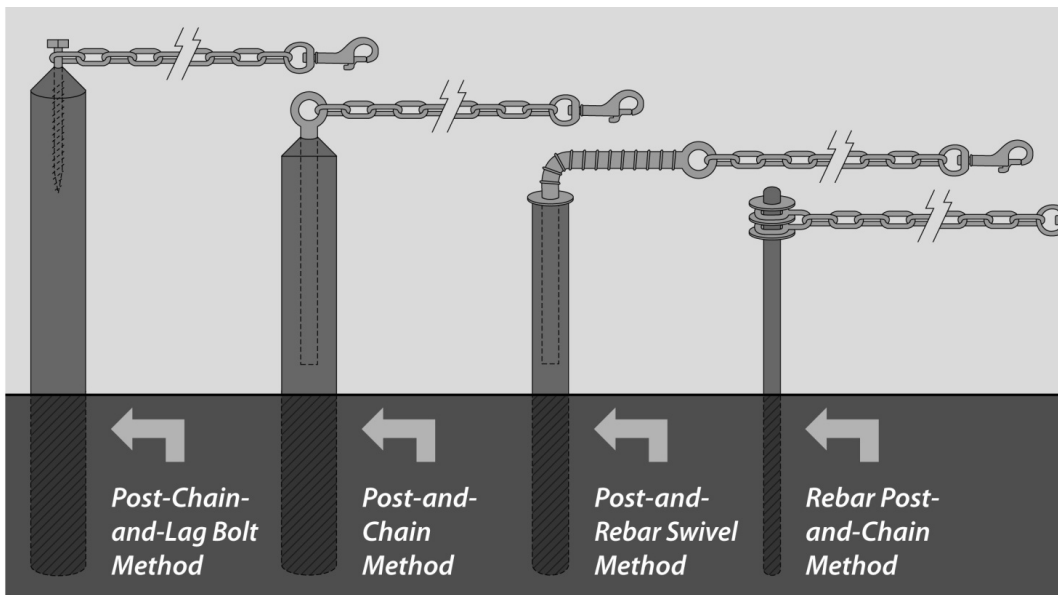 Post-Chain-
and-Lag Bolt
Method
Post-and-
Chain
Method
Post-and-
Rebar Swivel
Method
Rebar Post-
and-Chain
Method